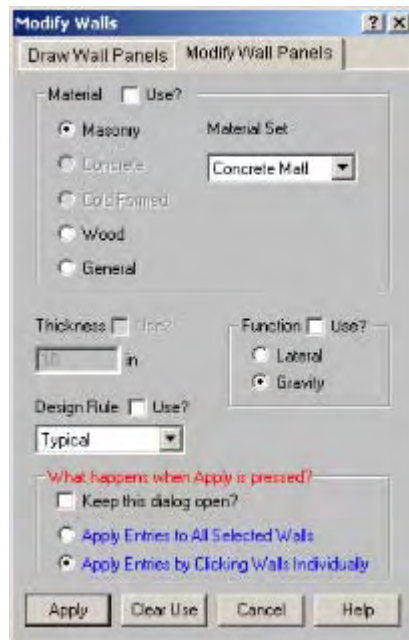 Modify Walls
Draw Wall Panels Modify Wall Panels
Material Use?
Masonry Material Set
Concrete Concrete Matl
Cold Formed
Wood
General
Thickness Use? Function Use?
in Lateral
Gravity
Design Rule Use?
Typical
What happens when Apply is pressed?
Keep this dialog open?
Apply Entries to All Selected Walls
Apply Entries by Clicking Walls Individually
Apply Clear Use Cancel Help